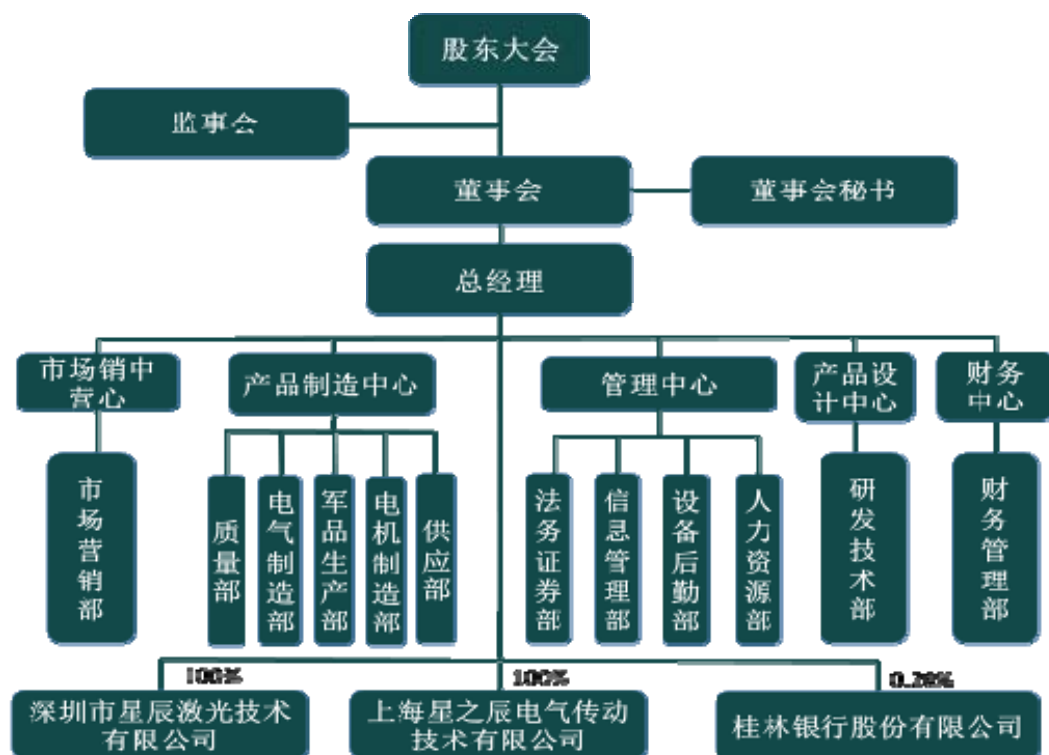 股东大会
监事会
董事会
董事会秘书
总经理
市场销中
营心
产品制造中心
管理中心
产品设
计中心
财务
中心
市场营销部
质量部
电气制造部
军品生产部
电机制造部
供应部
法务证券部
信息管理部
设备后勤部
人力资源部
研发技术部
财务管理部
100%
100%
深圳市星辰激光技术
有限公司
上海星之辰电气传动
技术有限公司
桂林银行股份有限公司